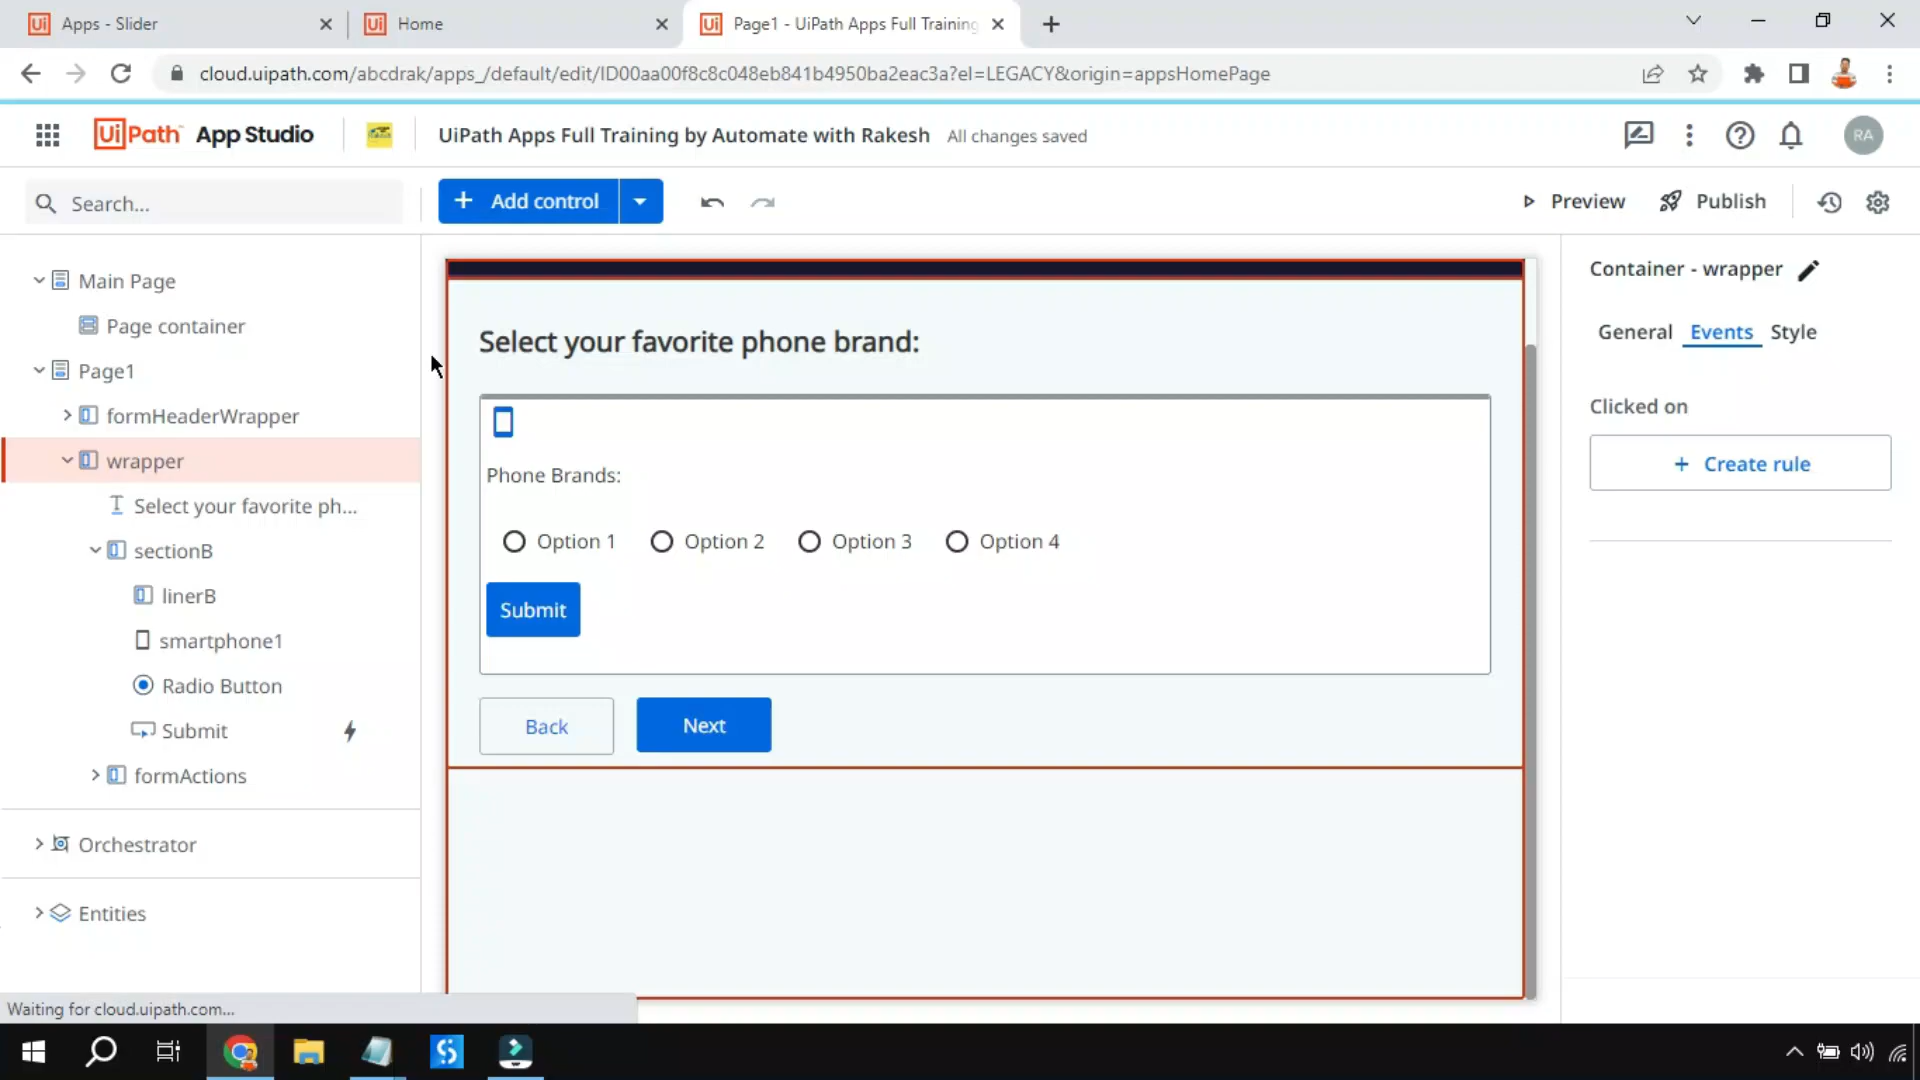 Ui Apps - Slider
Ui Home
Ui Page1 - UiPath Apps Full Training
cloud.uipath.com/abcdrak/apps_/default/edit/ID00aa00f8c8c048eb841b4950ba2eac3a?el=LEGACY&origin=appsHomePage
UiPath App Studio
UiPath Apps Full Training by Automate with Rakesh
All changes saved
RA
Search...
+ Add control
Preview
Publish
Main Page
Page container
Page1
formHeaderWrapper
wrapper
Select your favorite ph...
sectionB
linerB
smartphone1
Radio Button
Submit
formActions
Orchestrator
Entities
Select your favorite phone brand:
Phone Brands:
Option 1
Option 2
Option 3
Option 4
Submit
Back
Next
Container - wrapper
General
Events
Style
Clicked on
+ Create rule
Waiting for cloud.uipath.com...